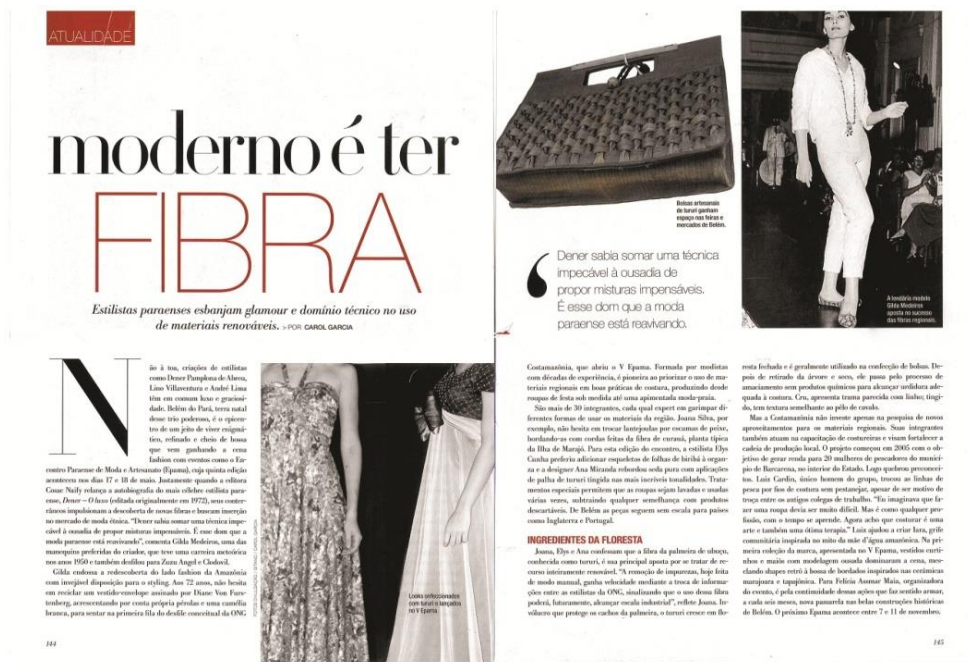 ATUALIDADE
moderno é ter
FIBRA
Estilistas paraenses esbanjam glamour e domínio técnico no uso
de materiais renováveis. > POR CAROL GARCIA
Não à toa, criações de estilistas
como Dener Pamplona de Abreu,
Lino Villaventura e André Lima
têm em comum luxo e graciosi-
dade. Belém do Pará, terra natal
desse trio poderoso, é o epicen-
tro de um jeito de viver enigmá-
tico, refinado e cheio de bossa
que vem ganhando a cena
fashion com eventos como o En-
contro Paraense de Moda e Artesanato (Epama), cuja quinta edição
aconteceu nos dias 17 e 18 de maio. Justamente quando a editora
Cosac Naify relança a autobiografia do mais célebre estilista para-
ense, Dener – O luxo (editada originalmente em 1972), seus conter-
râneos impulsionam a descoberta de novas fibras e buscam inserção
no mercado de moda ética. "Dener sabia somar uma técnica impe-
cável à ousadia de propor misturas impensáveis. É esse dom que a
moda paraense está reavivando", comenta Gilda Medeiros, uma das
manequins preferidas do criador, que teve uma carreira meteórica
nos anos 1950 e também desfilou para Zuzu Angel e Clodovil.
Gilda endossa a redescoberta do lado fashion da Amazônia
com invejável disposição para o styling. Aos 72 anos, não hesita
em reciclar um vestido-envelope assinado por Diane Von Furs-
tenberg, acrescentando por conta própria pérolas e uma camélia
branca, para sentar na primeira fila do desfile conceitual da ONG
144
Looks confeccionados
com tururi e lançados
no V Epama.
Bolsas artesanais
de tururi ganham
espaço nas feiras e
mercados de Belém.
Dener sabia somar uma técnica
impecável à ousadia de
propor misturas impensáveis.
É esse dom que a moda
paraense está reavivando.
A lendária modelo
Gilda Medeiros
aposta no sucesso
das fibras regionais.
Costamazônia, que abriu o V Epama. Formada por modistas
com décadas de experiência, é pioneira ao priorizar o uso de ma-
teriais regionais em boas práticas de costura, produzindo desde
roupas de festa sob medida até uma apimentada moda-praia.
São mais de 30 integrantes, cada qual expert em garimpar di-
ferentes formas de usar os materiais da região. Joana Silva, por
exemplo, não hesita em trocar lantejoulas por escamas de peixe,
bordando-as com cordas feitas da fibra de curauá, planta típica
da Ilha de Marajó. Para esta edição do encontro, a estilista Elys
Cunha preferiu adicionar esqueletos de folhas de biribá à organ-
za e a designer Ana Miranda rebordou seda pura com aplicações
de palha de tururi tingida nas mais incríveis tonalidades. Trata-
mentos especiais permitem que as roupas sejam lavadas e usadas
várias vezes, subtraindo qualquer semelhança com produtos
descartáveis. De Belém as peças seguem sem escala para países
como Inglaterra e Portugal.
INGREDIENTES DA FLORESTA
Joana, Elys e Ana confessam que a fibra da palmeira de ubuçu,
conhecida como tururi, é sua principal aposta por se tratar de re-
curso inteiramente renovável. "A remoção de impurezas, hoje feita
de modo manual, ganha velocidade mediante a troca de informa-
ções entre as estilistas da ONG, sinalizando que o uso dessa fibra
poderá, futuramente, alcançar escala industrial", reflete Joana. In-
vólucro que protege os cachos da palmeira, o tururi cresce em flo-
resta fechada e é geralmente utilizado na confecção de bolsas. De-
pois de retirado da árvore e seco, ele passa pelo processo de
amaciamento sem produtos químicos para alcançar urdidura ade-
quada à costura. Cru, apresenta trama parecida com linho; tingi-
do, tem textura semelhante ao pêlo de cavalo.
Mas a Costamazônia não investe apenas na pesquisa de novos
aproveitamentos para os materiais regionais. Suas integrantes
também atuam na capacitação de costureiras e visam fortalecer a
cadeia de produção local. O projeto começou em 2005 com o ob-
jetivo de gerar renda para 20 mulheres de pescadores do municí-
pio de Barcarena, no interior do Estado. Logo quebrou preconcei-
tos. Luiz Cardin, único homem do grupo, trocou as linhas de
pesca por fios de costura sem pestanejar, apesar de ser motivo de
troça entre os antigos colegas de trabalho. "Eu imaginava que fa-
zer uma roupa devia ser muito difícil. Mas é como qualquer pro-
fissão, com o tempo se aprende. Agora acho que costurar é uma
arte e também uma ótima terapia." Luiz ajudou a criar Iara, grife
comunitária inspirada no mito da mãe d'água amazônica. Na pri-
meira coleção da marca, apresentada no V Epama, vestidos curti-
nhos e maiôs com modelagem ousada dominaram a cena, mes-
clando shapes retrô à bossa de bordados inspirados nas cerâmicas
marajoara e tapajônica. Para Felícia Assmar Maia, organizadora
do evento, é pela continuidade dessas ações que faz sentido armar,
a cada seis meses, nova passarela nas belas construções históricas
de Belém. O próximo Epama acontece entre 7 e 11 de novembro.
145